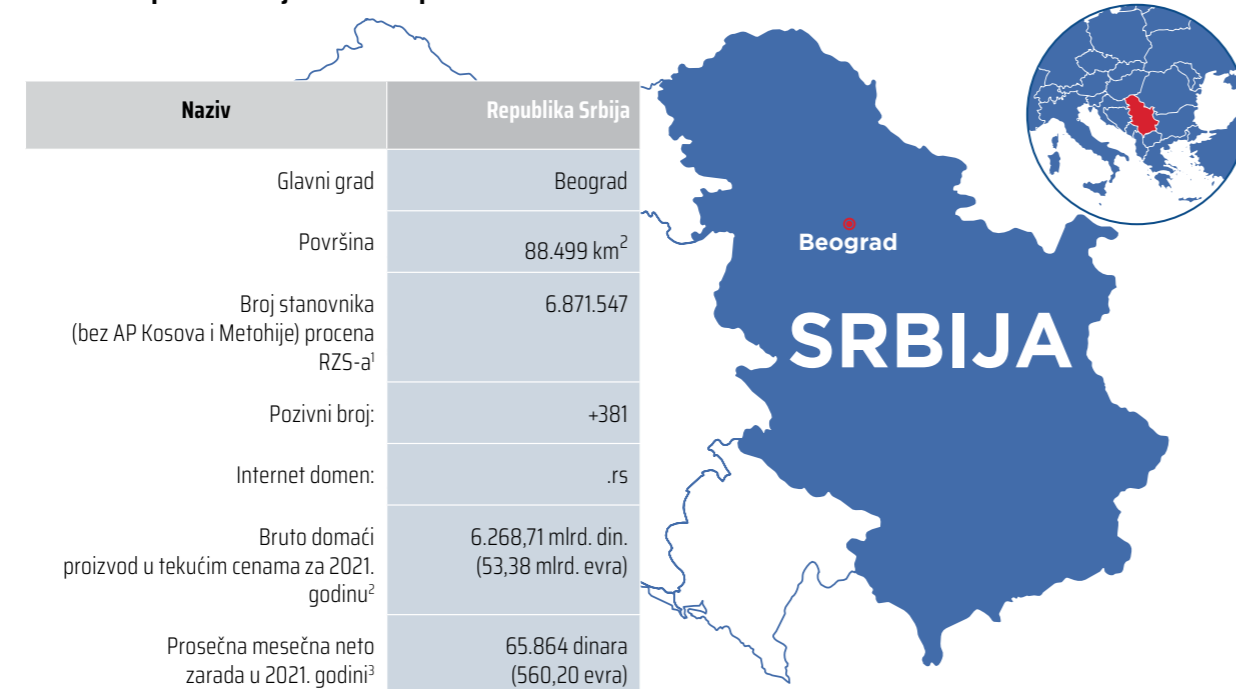 Naziv Republika Srbija
Glavni grad Beograd
Površina 88.499 km²
Broj stanovnika 6.871.547
(bez AP Kosova i Metohije) procena
RZS-a¹
Pozivni broj: +381
Internet domen: .rs
Bruto domaći 6.268,71 mlrd. din.
proizvod u tekućim cenama za 2021. (53,38 mlrd. evra)
godinu²
Prosečna mesečna neto 65.864 dinara
zarada u 2021. godini³ (560,20 evra)
Beograd
SRBIJA